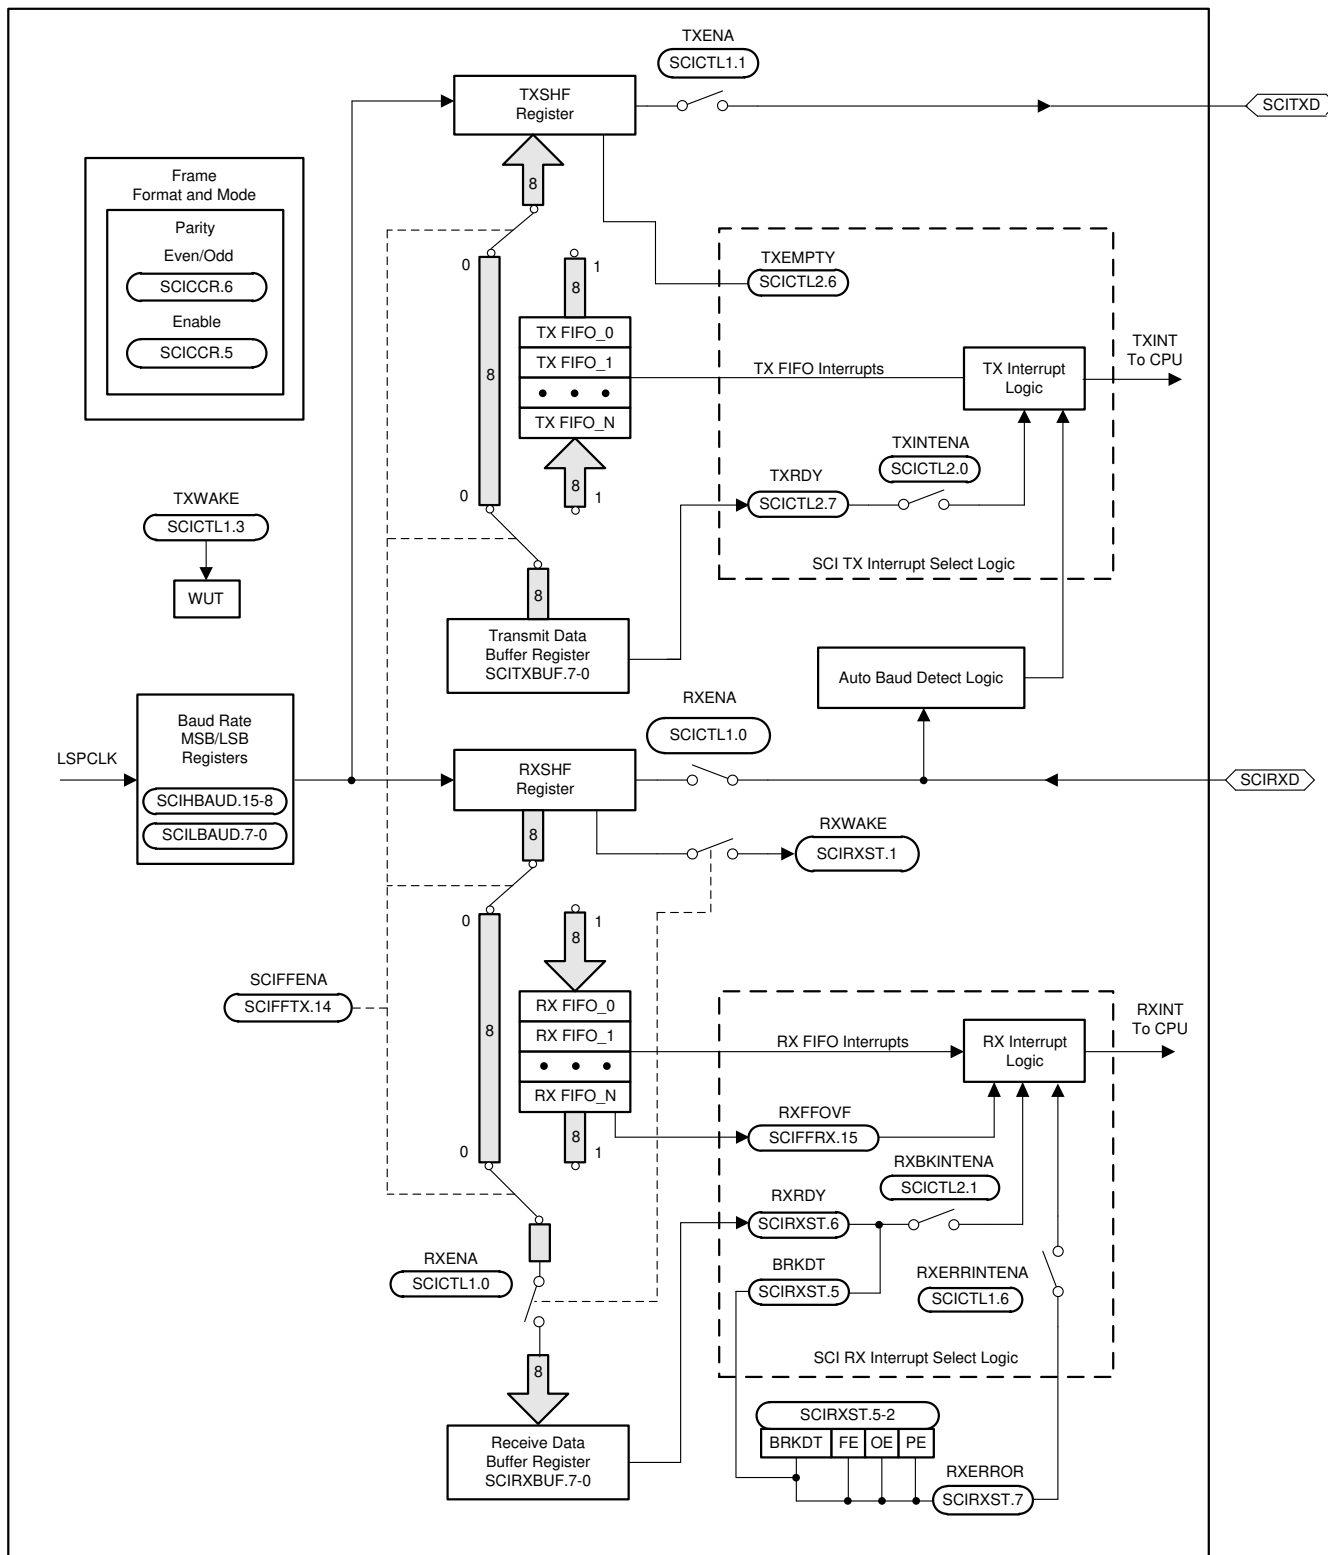 TXENA
SCICTL1.1
TXSHF
Register
SCITXD
8
Frame
Format and Mode
Parity
Even/Odd
SCICCR.6
Enable
SCICCR.5
0
1
8
8
TX FIFO_0
TX FIFO_1
TX FIFO_N
8
0
1
TXEMPTY
SCICTL2.6
TX FIFO Interrupts
TX Interrupt
Logic
TXINT
To CPU
TXINTENA
SCICTL2.0
TXRDY
SCICTL2.7
SCI TX Interrupt Select Logic
TXWAKE
SCICTL1.3
WUT
8
Transmit Data
Buffer Register
SCITXBUF.7-0
Auto Baud Detect Logic
RXENA
SCICTL1.0
LSPCLK
Baud Rate
MSB/LSB
Registers
SCIHBAUD.15-8
SCILBAUD.7-0
RXSHF
Register
SCIRXD
8
RXWAKE
SCIRXST.1
0
1
8
SCIFFENA
SCIFFTX.14
8
RX FIFO_0
RX FIFO_1
RX FIFO_N
8
0
1
RX FIFO Interrupts
RX Interrupt
Logic
RXINT
To CPU
RXFFOVF
SCIFFRX.15
RXBKINTENA
SCICTL2.1
RXRDY
SCIRXST.6
BRKDT
SCIRXST.5
RXERRINTENA
SCICTL1.6
SCI RX Interrupt Select Logic
RXENA
SCICTL1.0
8
Receive Data
Buffer Register
SCIRXBUF.7-0
SCIRXST.5-2
BRKDT FE OE PE
RXERROR
SCIRXST.7